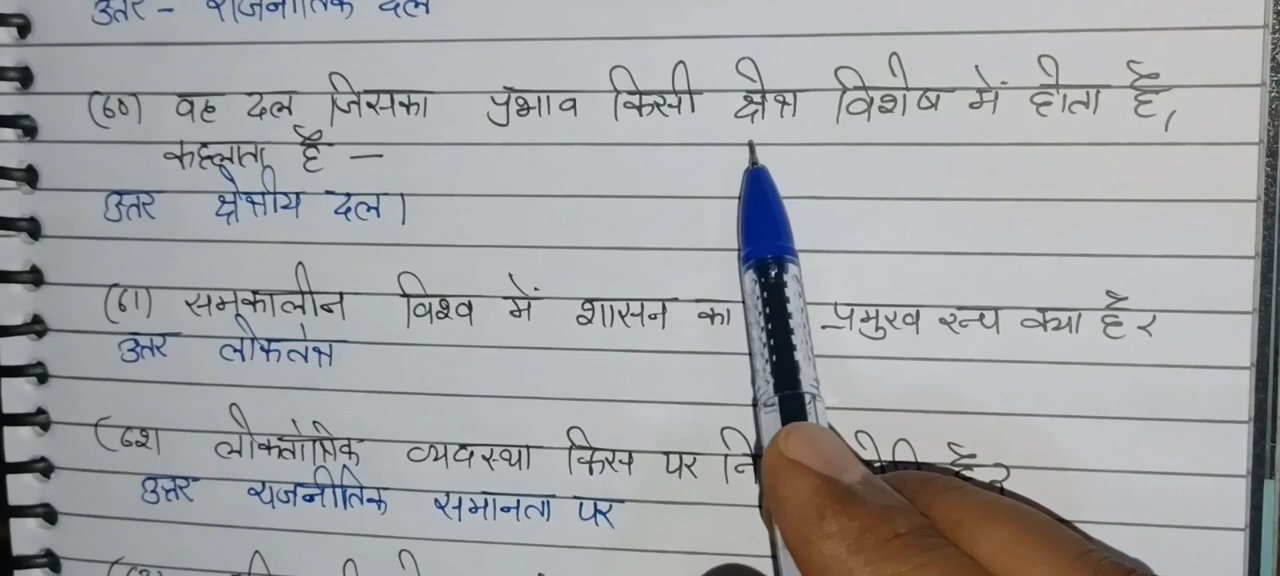 उत्तर - राजनीतिक दल
(60) वह दल जिसका प्रभाव किसी क्षेत्र विशेष में होता है,
कहलाता है –
उत्तर क्षेत्रीय दल।
(61) समकालीन विश्व में शासन का प्रमुख रूप क्या है?
उत्तर लोकतंत्र
(62) लोकतांत्रिक व्यवस्था किस पर है?
उत्तर राजनीतिक समानता पर